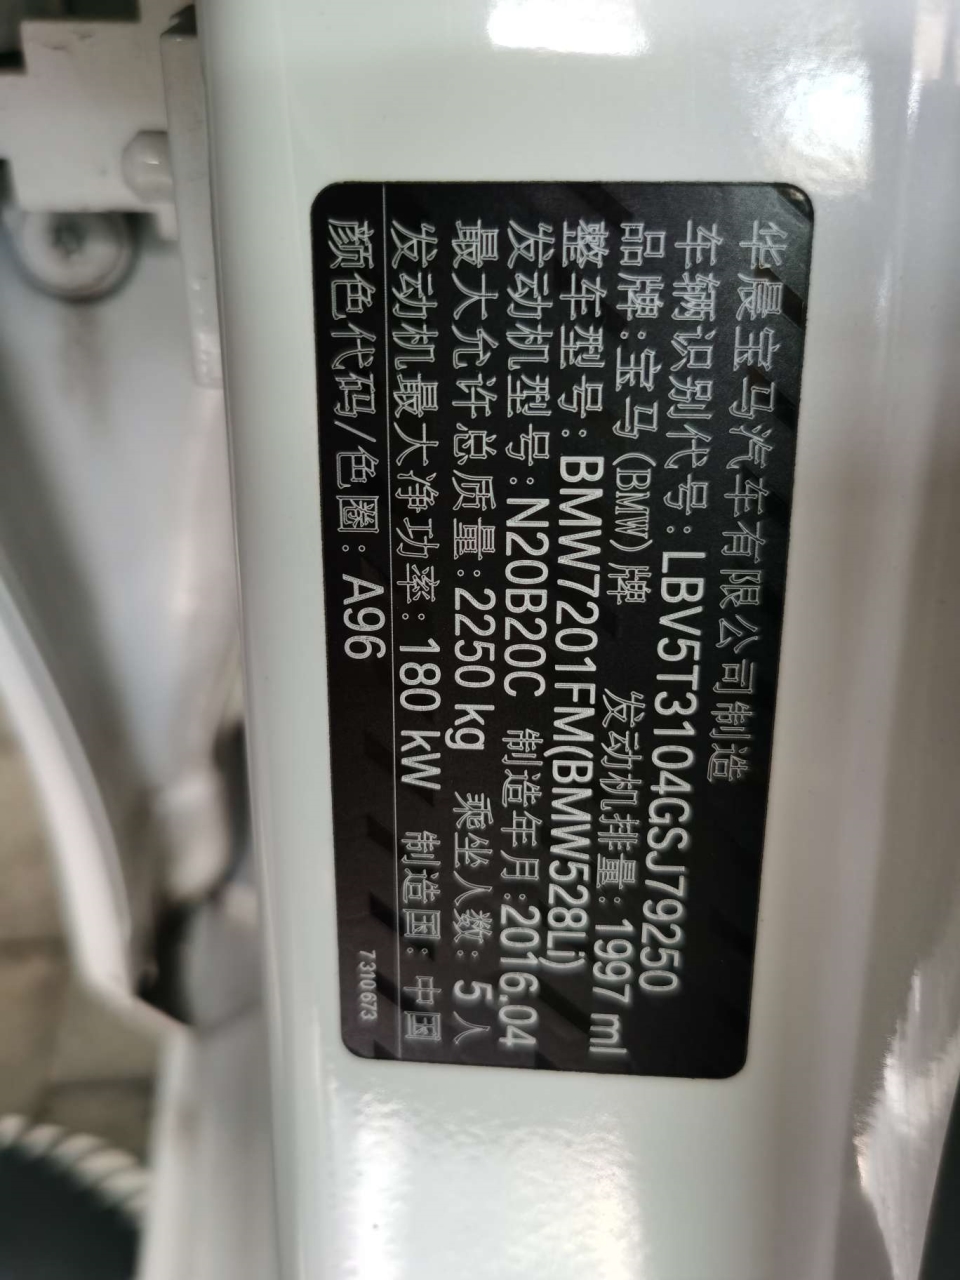 华晨宝马汽车有限公司制造
车辆识别代号: LBV5T3104GSJ79250
品牌: 宝马(BMW)牌 发动机排量: 1997 ml
整车型号: BMW7201FM(BMW528Li)
发动机型号: N20B20C 制造年月: 2016.04
最大允许总质量: 2250 kg 乘坐人数: 5 人
发动机最大净功率: 180 kW 制造国: 中国
颜色代码/色圈: A96 7 310 673